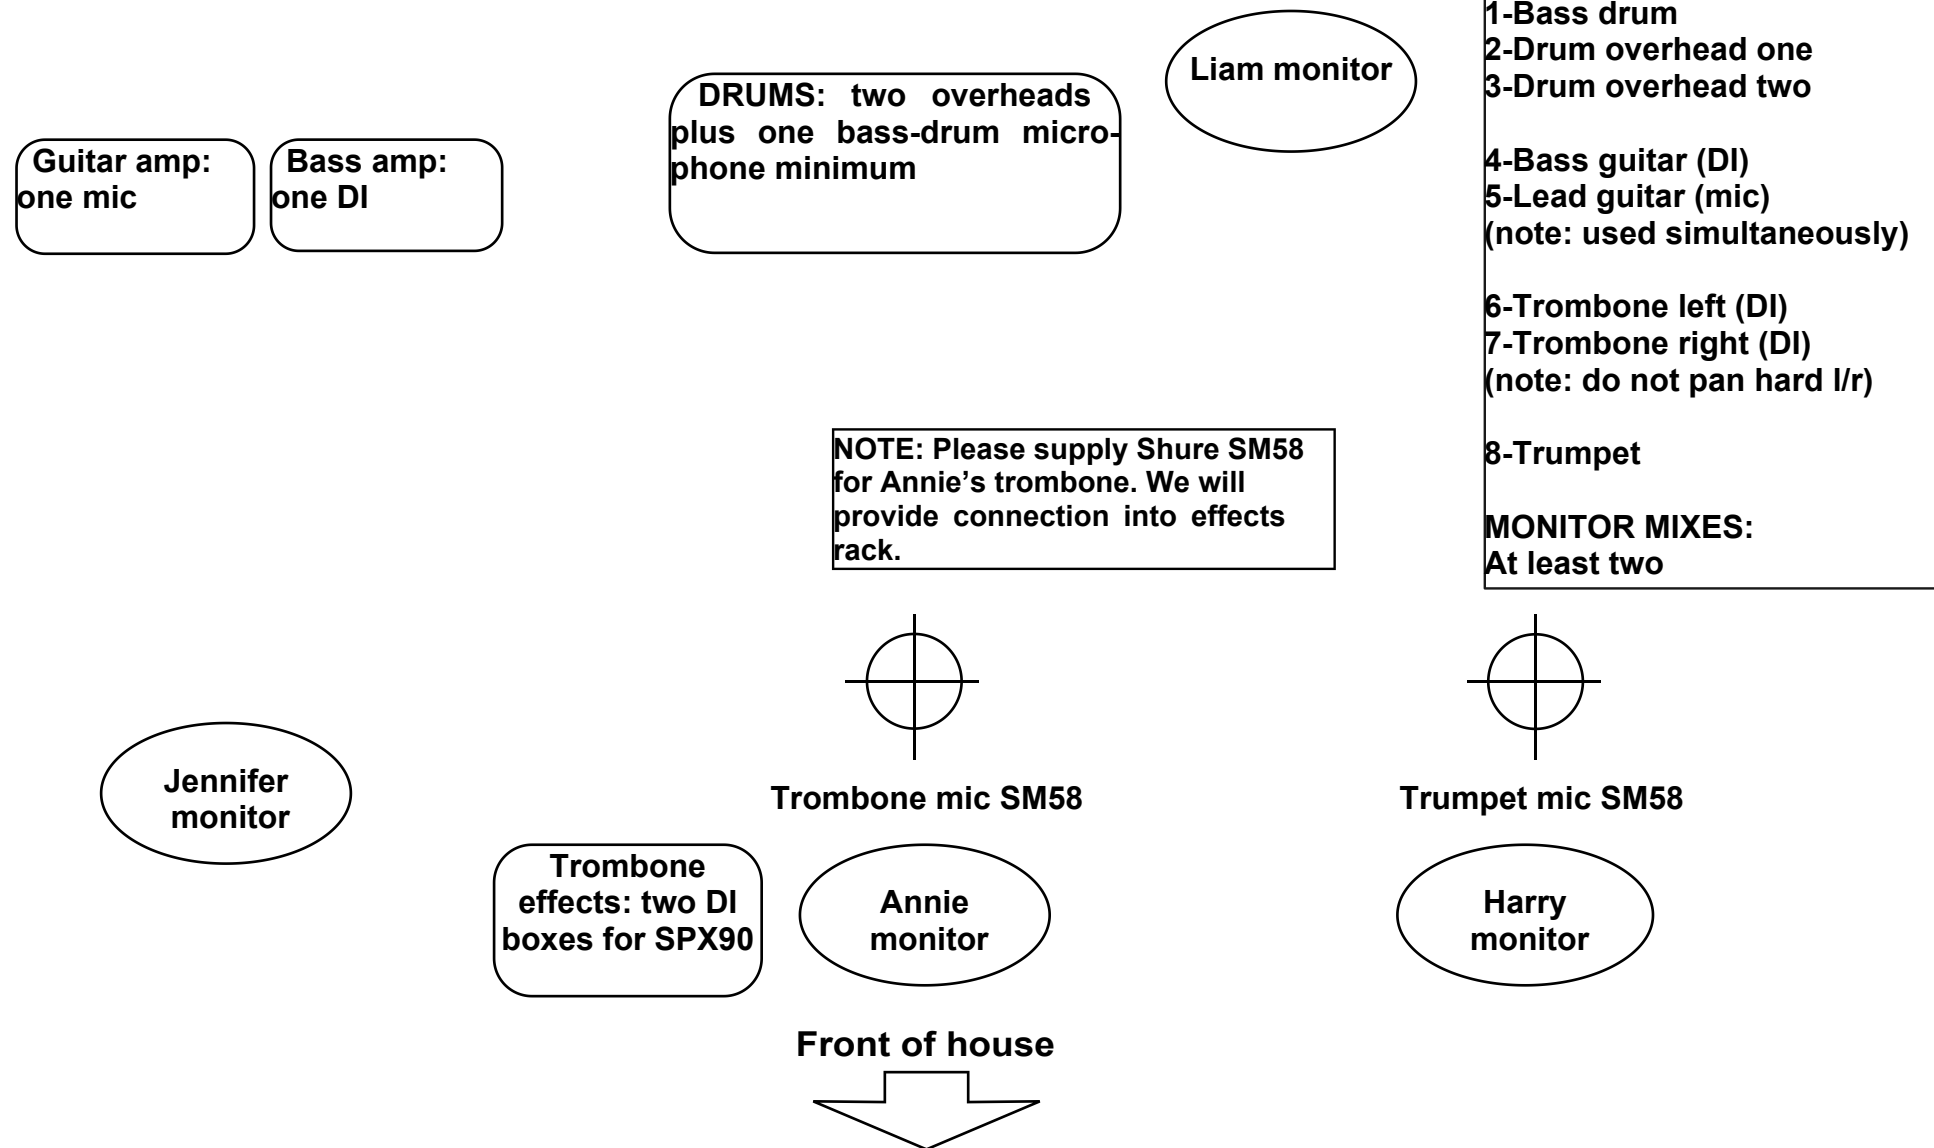 1-Bass drum
2-Drum overhead one
3-Drum overhead two
4-Bass guitar (DI)
5-Lead guitar (mic)
(note: used simultaneously)
6-Trombone left (DI)
7-Trombone right (DI)
(note: do not pan hard l/r)
8-Trumpet
MONITOR MIXES:
At least two
Liam monitor
DRUMS: two overheads
plus one bass-drum micro-
phone minimum
Guitar amp:
one mic
Bass amp:
one DI
NOTE: Please supply Shure SM58
for Annie’s trombone. We will
provide connection into effects
rack.
Jennifer
monitor
Trombone mic SM58
Trumpet mic SM58
Trombone
effects: two DI
boxes for SPX90
Annie
monitor
Harry
monitor
Front of house